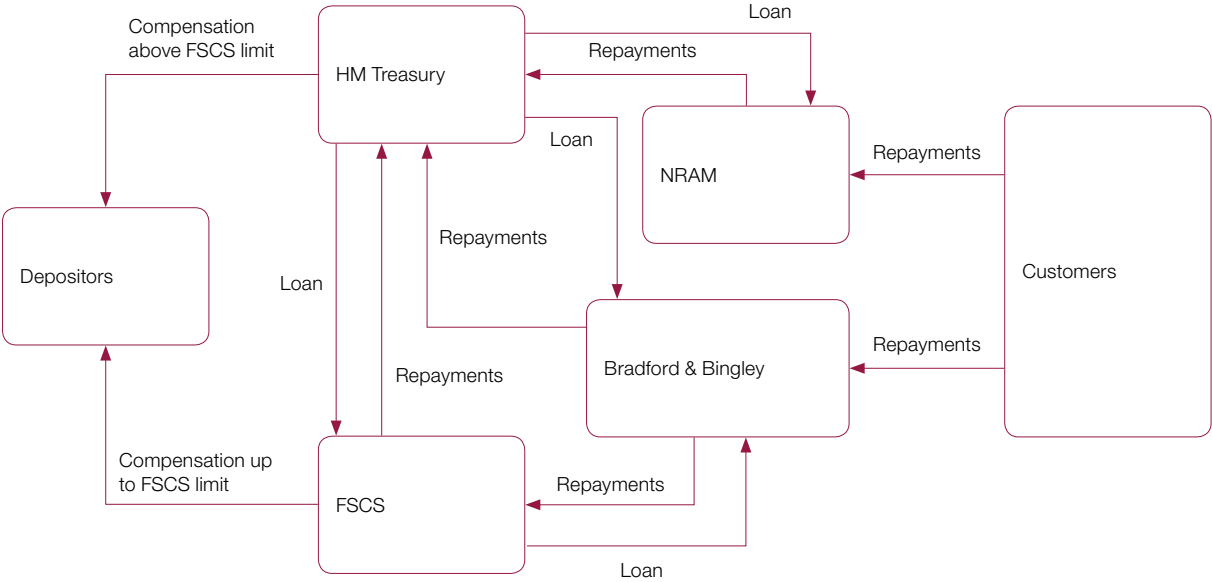 Loan
Compensation
above FSCS limit
Repayments
HM Treasury
Loan
Repayments
NRAM
Repayments
Depositors
Loan
Customers
Repayments
Bradford & Bingley
Repayments
Compensation up
to FSCS limit
Repayments
FSCS
Loan